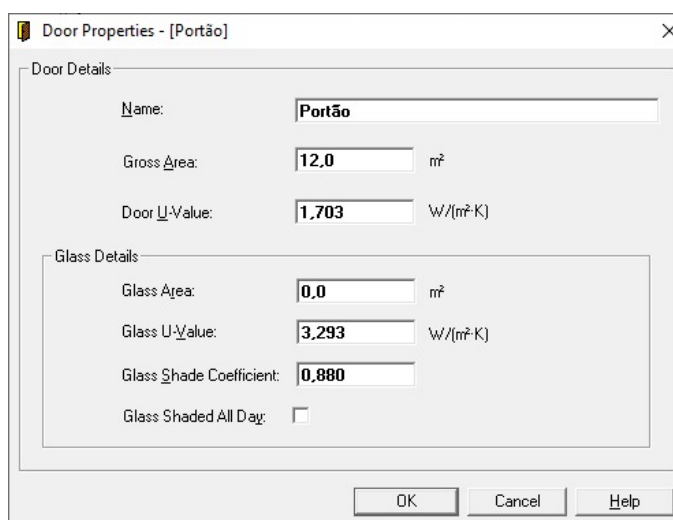 Door Properties - [Portão]
Door Details
Name: Portão
Gross Area: 12,0 m²
Door U-Value: 1,703 W/(m²·K)
Glass Details
Glass Area: 0,0 m²
Glass U-Value: 3,293 W/(m²·K)
Glass Shade Coefficient: 0,880
Glass Shaded All Day:
OK Cancel Help